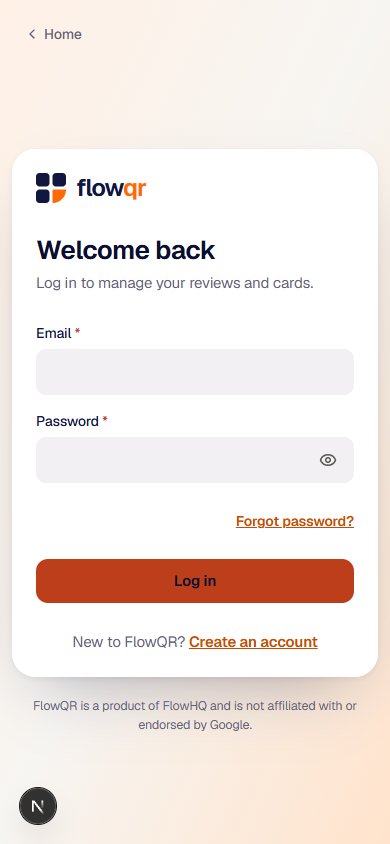 Home
flowqr
Welcome back
Log in to manage your reviews and cards.
Email *
Password *
Forgot password?
Log in
New to FlowQR? Create an account
FlowQR is a product of FlowHQ and is not affiliated with or
endorsed by Google.
N